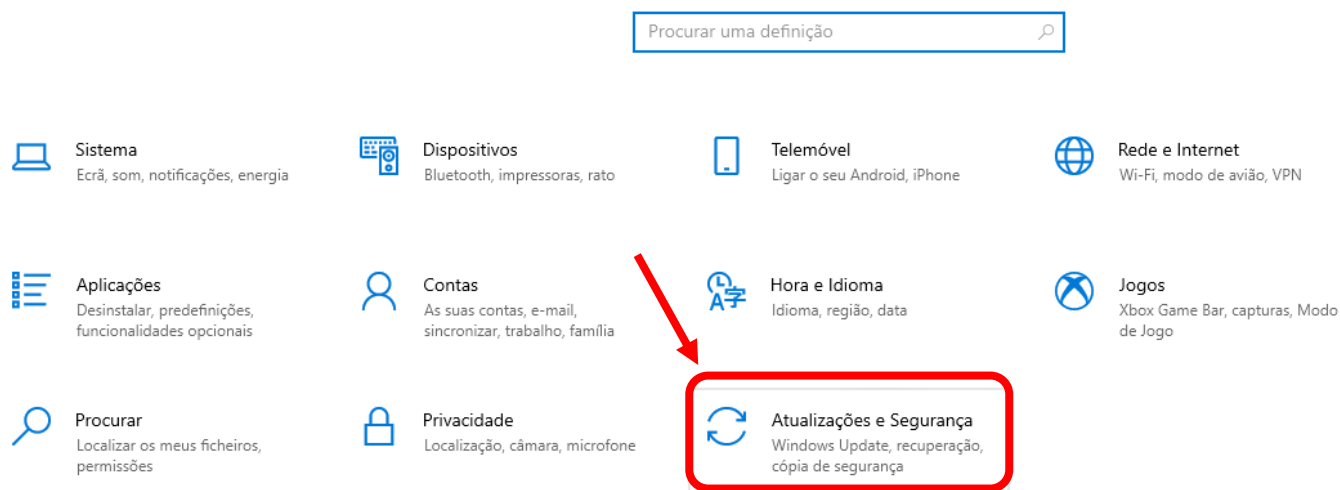 Procurar uma definição
Sistema
Ecrã, som, notificações, energia
Dispositivos
Bluetooth, impressoras, rato
Telemóvel
Ligar o seu Android, iPhone
Rede e Internet
Wi-Fi, modo de avião, VPN
Aplicações
Desinstalar, predefinições,
funcionalidades opcionais
Contas
As suas contas, e-mail,
sincronizar, trabalho, família
Hora e Idioma
Idioma, região, data
Jogos
Xbox Game Bar, capturas, Modo
de Jogo
Procurar
Localizar os meus ficheiros,
permissões
Privacidade
Localização, câmara, microfone
Atualizações e Segurança
Windows Update, recuperação,
cópia de segurança